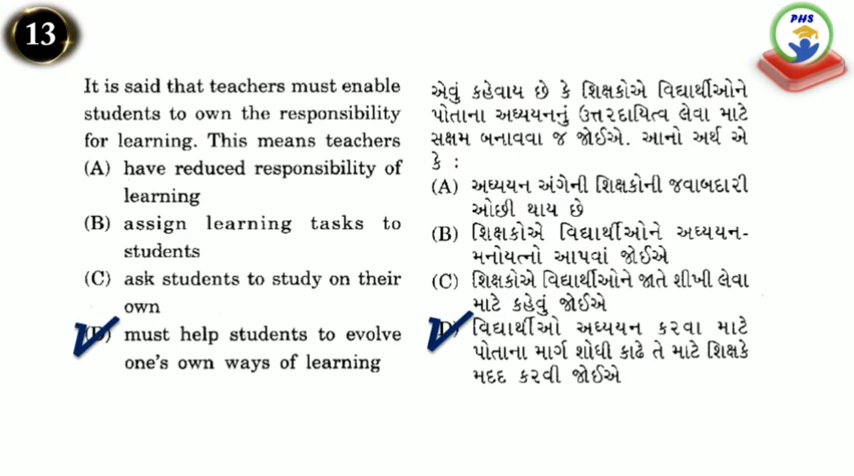 13
PHS
It is said that teachers must enable
students to own the responsibility
for learning. This means teachers
(A) have reduced responsibility of
learning
(B) assign learning tasks to
students
(C) ask students to study on their
own
(D) must help students to evolve
one's own ways of learning
એવું કહેવાય છે કે શિક્ષકોએ વિદ્યાર્થીઓને
પોતાના અધ્યયનનું ઉત્તરદાયિત્વ લેવા માટે
સક્ષમ બનાવવા જ જોઈએ. આનો અર્થ એ
કે :
(A) અધ્યયન અંગેની શિક્ષકોની જવાબદારી
ઓછી થાય છે
(B) શિક્ષકોએ વિદ્યાર્થીઓને અધ્યયન-
મનોયત્નો આપવાં જોઈએ
(C) શિક્ષકોએ વિદ્યાર્થીઓને જાતે શીખી લેવા
માટે કહેવું જોઈએ
(D) વિદ્યાર્થીઓ અધ્યયન કરવા માટે
પોતાના માર્ગ શોધી કાઢે તે માટે શિક્ષકે
મદદ કરવી જોઈએ